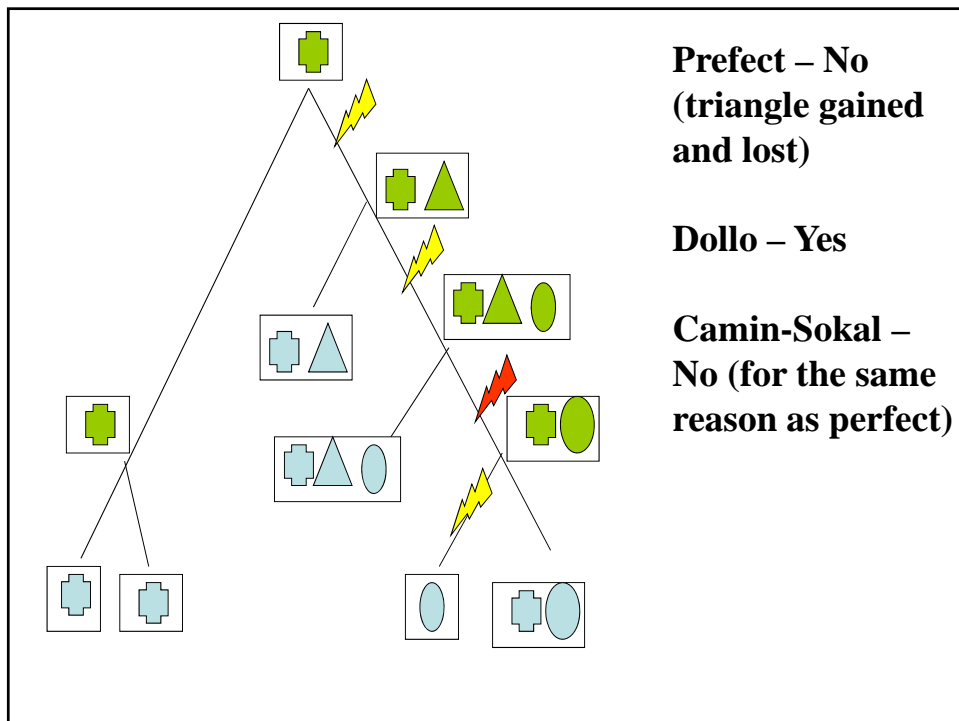 Prefect – No
(triangle gained
and lost)
Dollo – Yes
Camin-Sokal –
No (for the same
reason as perfect)